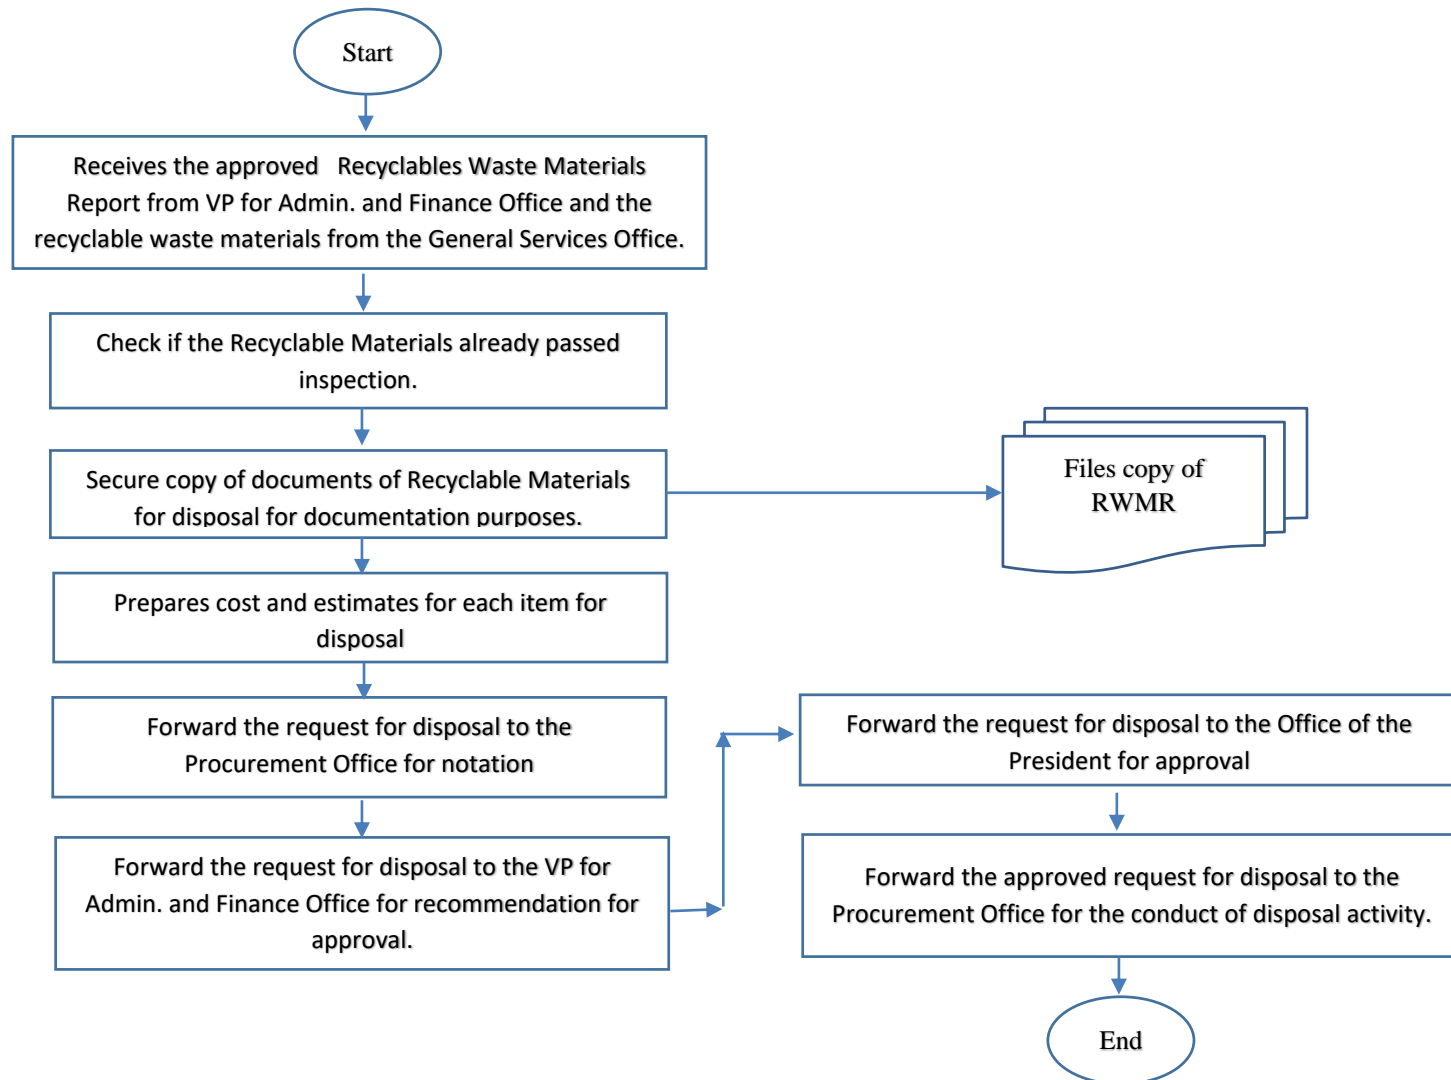 Start
Receives the approved Recyclables Waste Materials
Report from VP for Admin. and Finance Office and the
recyclable waste materials from the General Services Office.
Check if the Recyclable Materials already passed
inspection.
Secure copy of documents of Recyclable Materials
for disposal for documentation purposes.
Files copy of
RWMR
Prepares cost and estimates for each item for
disposal
Forward the request for disposal to the
Procurement Office for notation
Forward the request for disposal to the VP for
Admin. and Finance Office for recommendation for
approval.
Forward the request for disposal to the Office of the
President for approval
Forward the approved request for disposal to the
Procurement Office for the conduct of disposal activity.
End